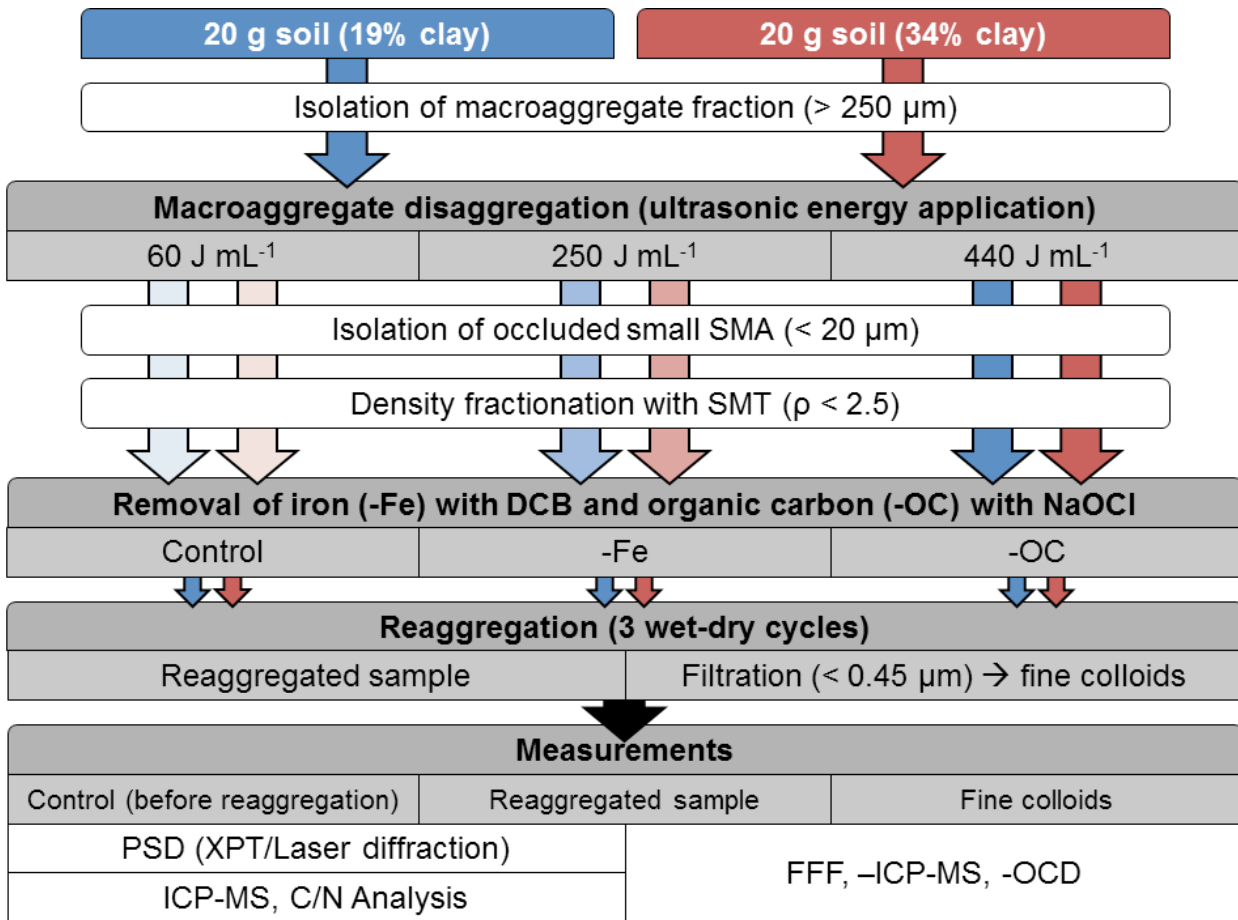 20 g soil (19% clay)
20 g soil (34% clay)
Isolation of macroaggregate fraction (> 250 µm)
Macroaggregate disaggregation (ultrasonic energy application)
60 J mL⁻¹
250 J mL⁻¹
440 J mL⁻¹
Isolation of occluded small SMA (< 20 µm)
Density fractionation with SMT (ρ < 2.5)
Removal of iron (-Fe) with DCB and organic carbon (-OC) with NaOCl
Control
-Fe
-OC
Reaggregation (3 wet-dry cycles)
Reaggregated sample
Filtration (< 0.45 µm) → fine colloids
Measurements
Control (before reaggregation)
Reaggregated sample
Fine colloids
PSD (XPT/Laser diffraction)
ICP-MS, C/N Analysis
FFF, –ICP-MS, -OCD